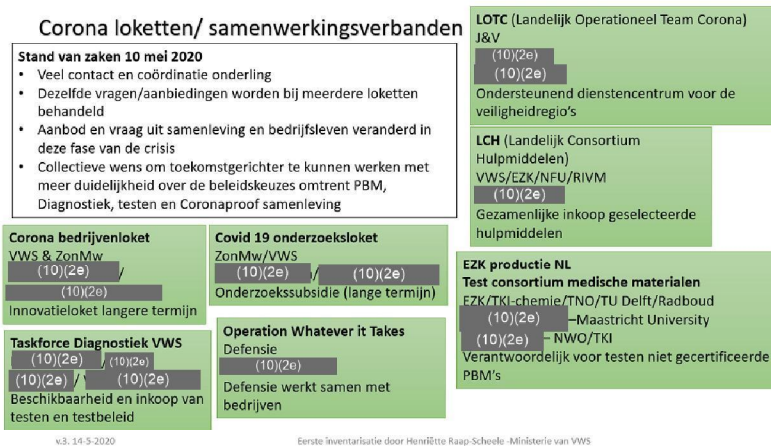 Corona loketten/ samenwerkingsverbanden
Stand van zaken 10 mei 2020
• Veel contact en coördinatie onderling
• Dezelfde vragen/aanbiedingen worden bij meerdere loketten
behandeld
• Aanbod en vraag uit samenleving en bedrijfsleven veranderd in
deze fase van de crisis
• Collectieve wens om toekomstgerichter te kunnen werken met
meer duidelijkheid over de beleidskeuzes omtrent PBM,
Diagnostiek, testen en Coronaproof samenleving
LOTC (Landelijk Operationeel Team Corona)
J&V
(10)(2e)
(10)(2e)
Ondersteunend dienstencentrum voor de
veiligheidregio's
LCH (Landelijk Consortium
Hulpmiddelen)
VWS/EZK/NFU/RIVM
(10)(2e)
Gezamenlijke inkoop geselecteerde
hulpmiddelen
Corona bedrijvenloket
VWS & ZonMw
(10)(2e) /
(10)(2e)
Innovatieloket langere termijn
Covid 19 onderzoeksloket
ZonMw/VWS
(10)(2e) / (10)(2e)
Onderzoekssubsidie (lange termijn)
EZK productie NL
Test consortium medische materialen
EZK/TKI-chemie/TNO/TU Delft/Radboud
(10)(2e) –Maastricht University
(10)(2e) – NWO/TKI
Verantwoordelijk voor testen niet gecertificeerde
PBM's
Taskforce Diagnostiek VWS
(10)(2e) / (10)(2e)
(10)(2e) / (10)(2e)
Beschikbaarheid en inkoop van
testen en testbeleid
Operation Whatever it Takes
Defensie
(10)(2e)
Defensie werkt samen met
bedrijven
v.3. 14-5-2020
Eerste inventarisatie door Henriëtte Raap-Scheele -Ministerie van VWS